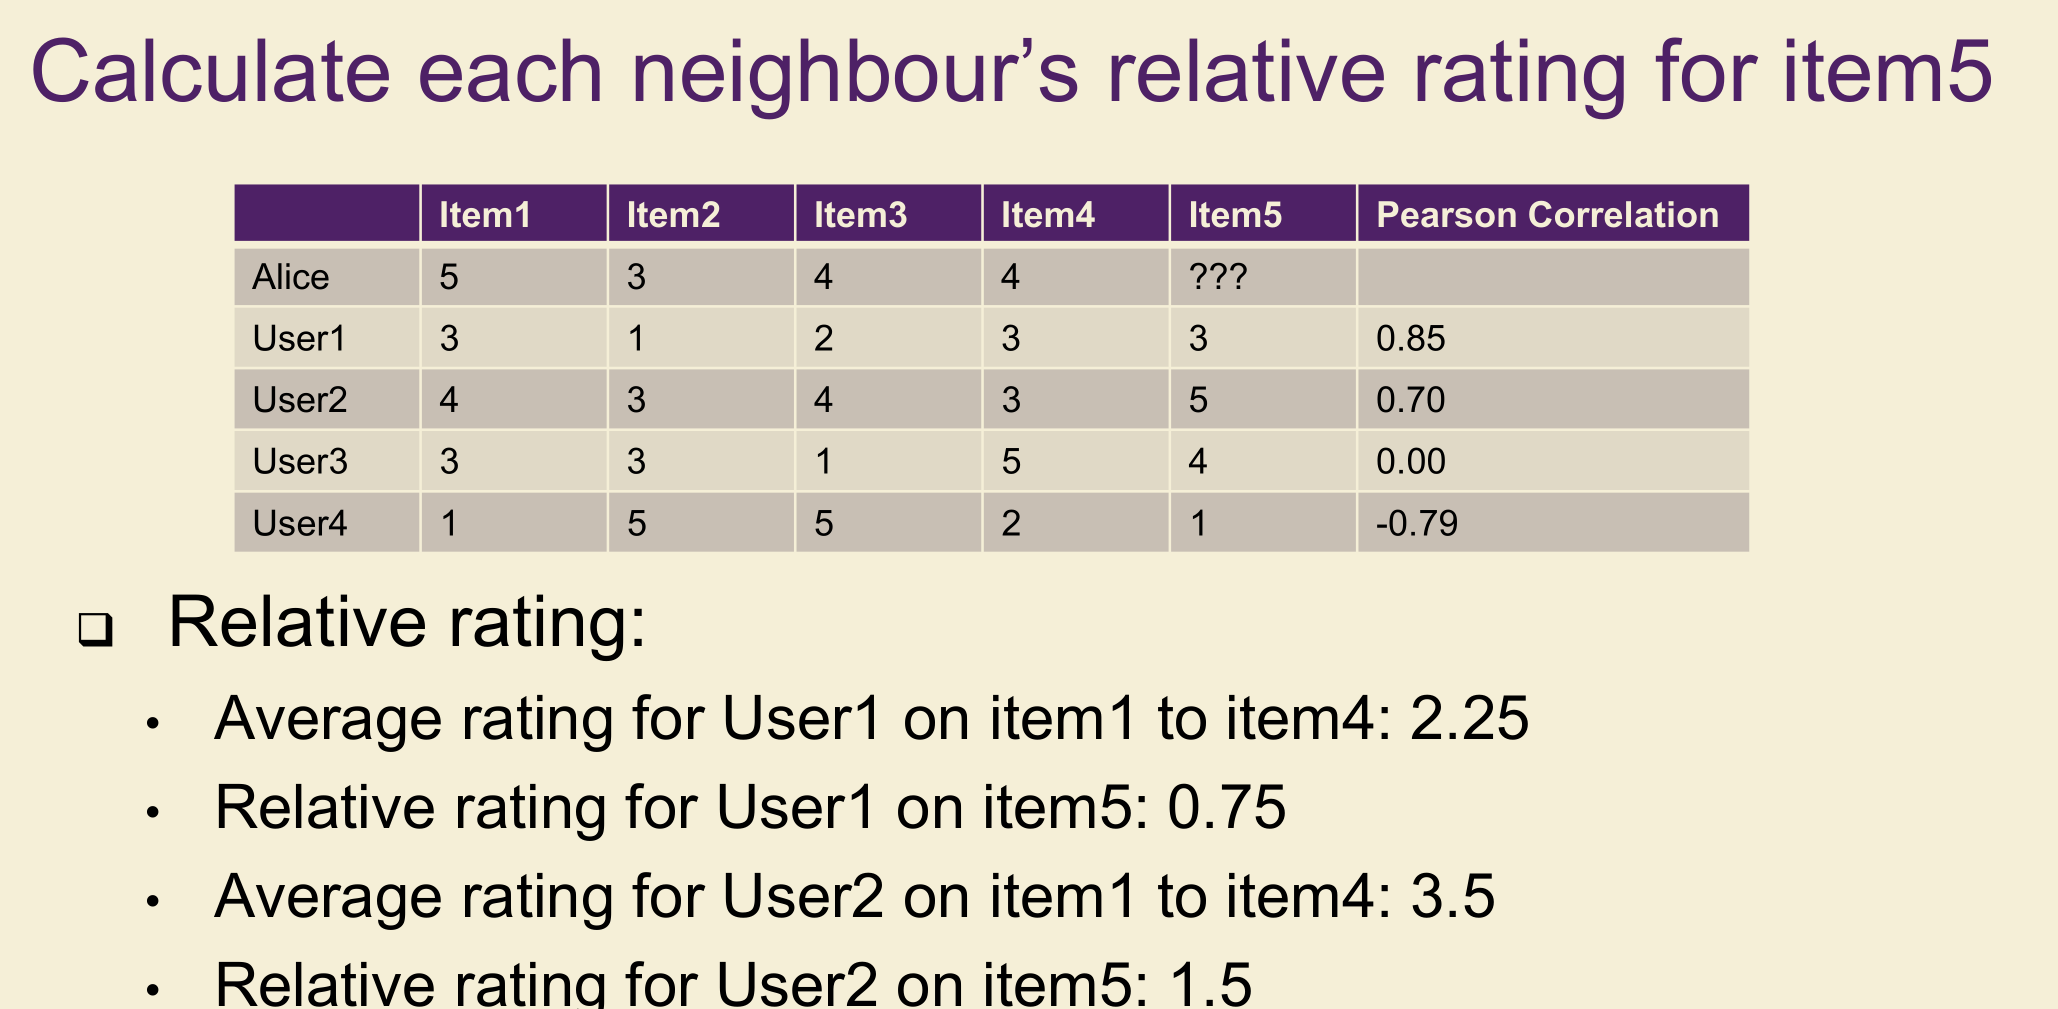 Calculate each neighbour’s relative rating for item5
Item1 Item2 Item3 Item4 Item5 Pearson Correlation
Alice 5 3 4 4 ???
User1 3 1 2 3 3 0.85
User2 4 3 4 3 5 0.70
User3 3 3 1 5 4 0.00
User4 1 5 5 2 1 -0.79
❑ Relative rating:
• Average rating for User1 on item1 to item4: 2.25
• Relative rating for User1 on item5: 0.75
• Average rating for User2 on item1 to item4: 3.5
• Relative rating for User2 on item5: 1.5